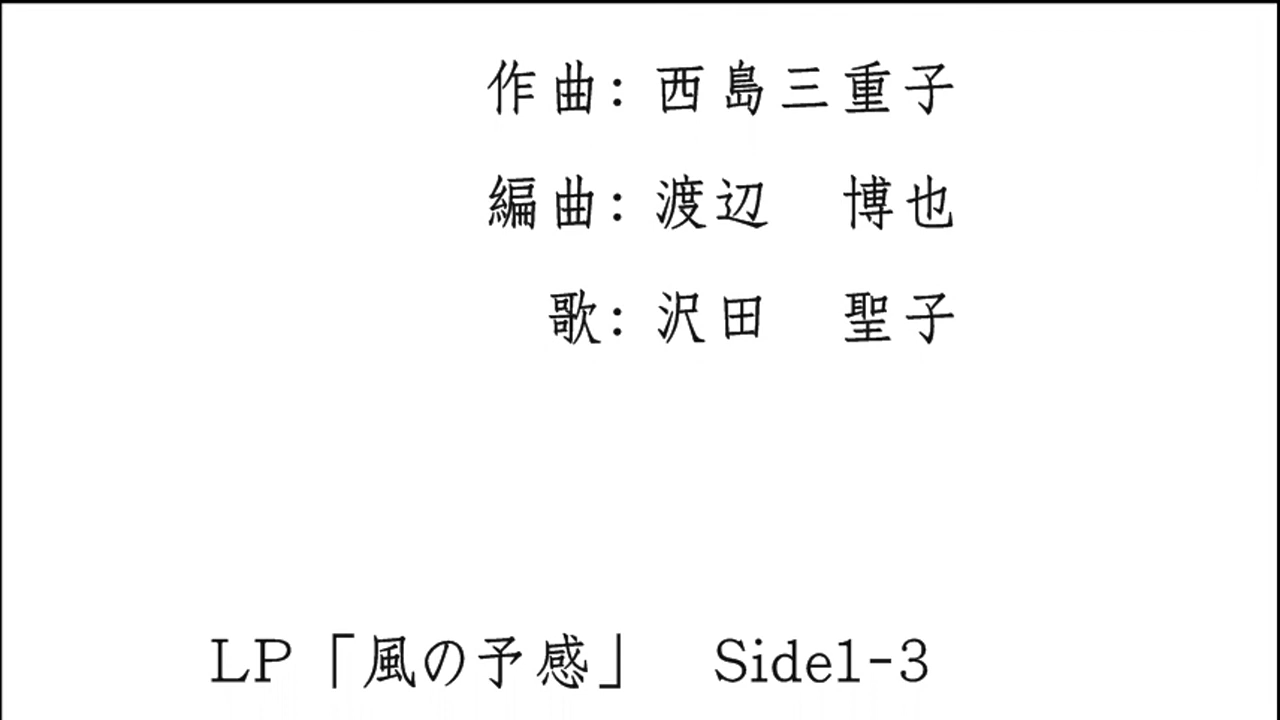 作曲: 西島三重子
編曲: 渡辺　博也
歌: 沢田　聖子
LP「風の予感」　Side1-3